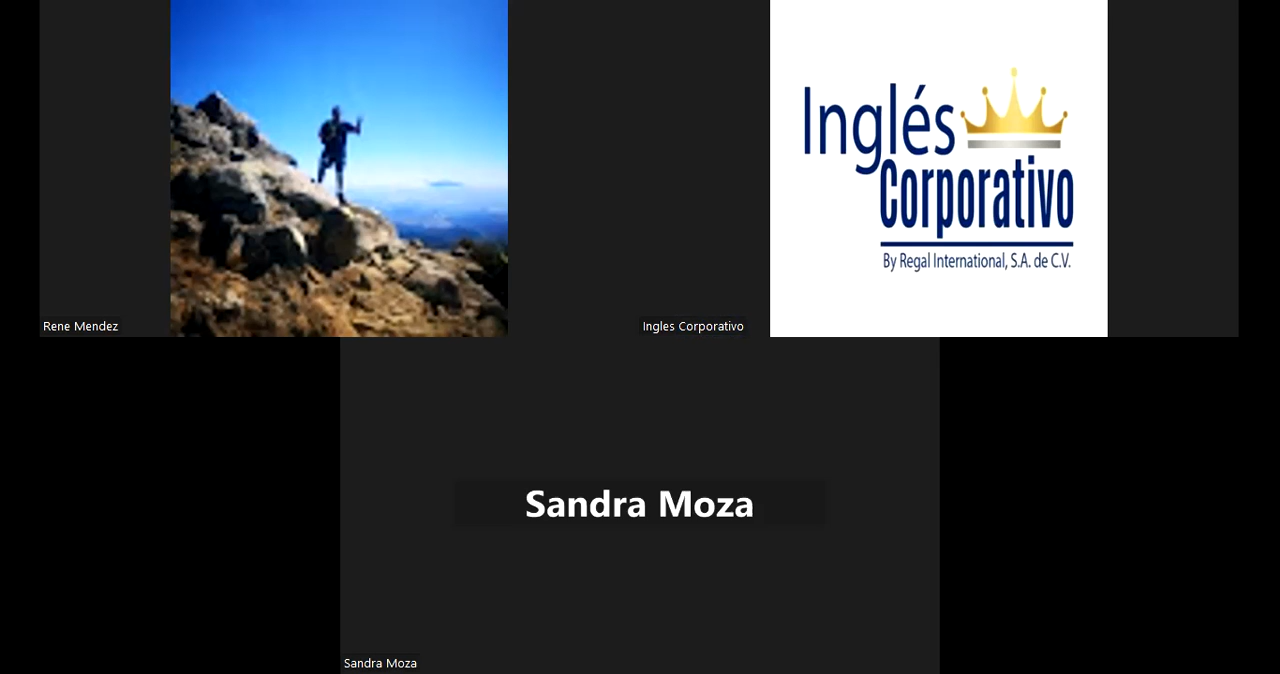 Inglés
Corporativo
By Regal International, S.A. de C.V.
Rene Mendez
Ingles Corporativo
Sandra Moza
Sandra Moza